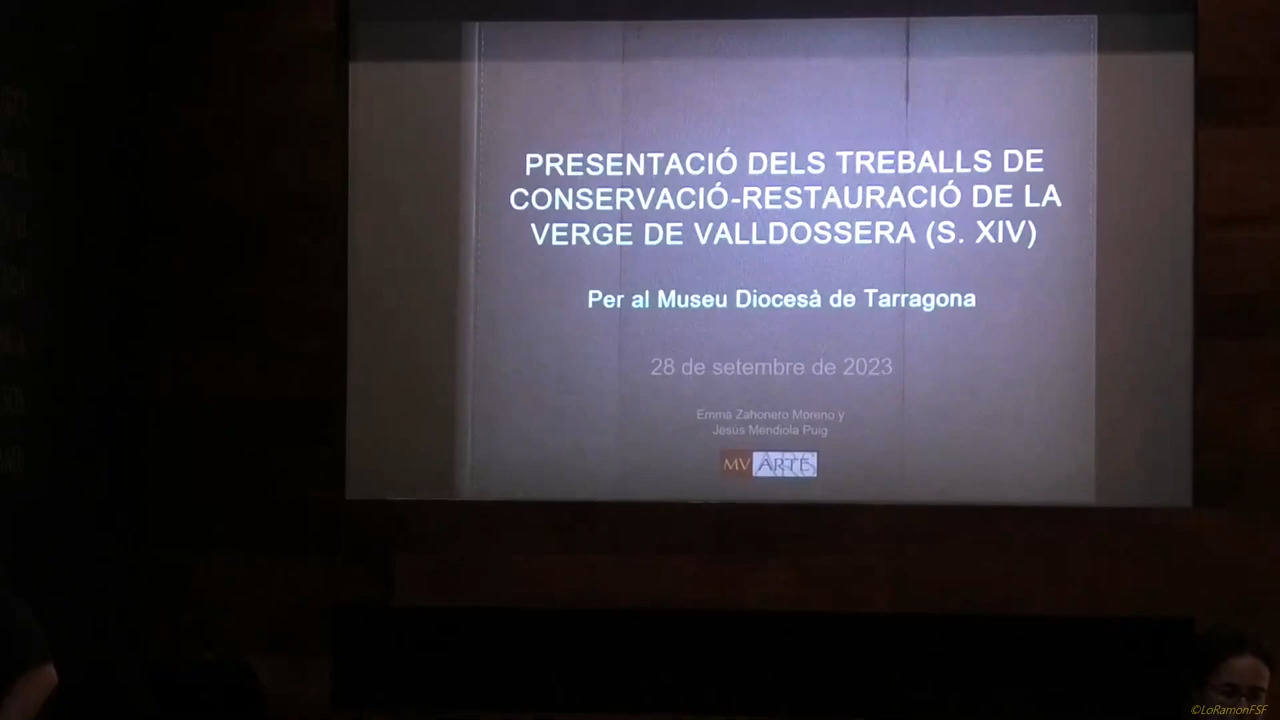 PRESENTACIÓ DELS TREBALLS DE
CONSERVACIÓ-RESTAURACIÓ DE LA
VERGE DE VALLDOSSERA (S. XIV)
Per al Museu Diocesà de Tarragona
28 de setembre de 2023
Emma Zahonero Moreno y
Jesús Mendiola Puig
MV ARTE
©LoRamonFSF